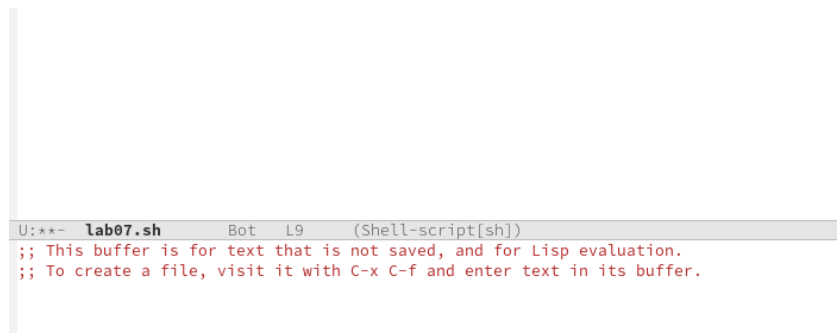 U:**-  lab07.sh       Bot   L9     (Shell-script[sh])
;; This buffer is for text that is not saved, and for Lisp evaluation.
;; To create a file, visit it with C-x C-f and enter text in its buffer.